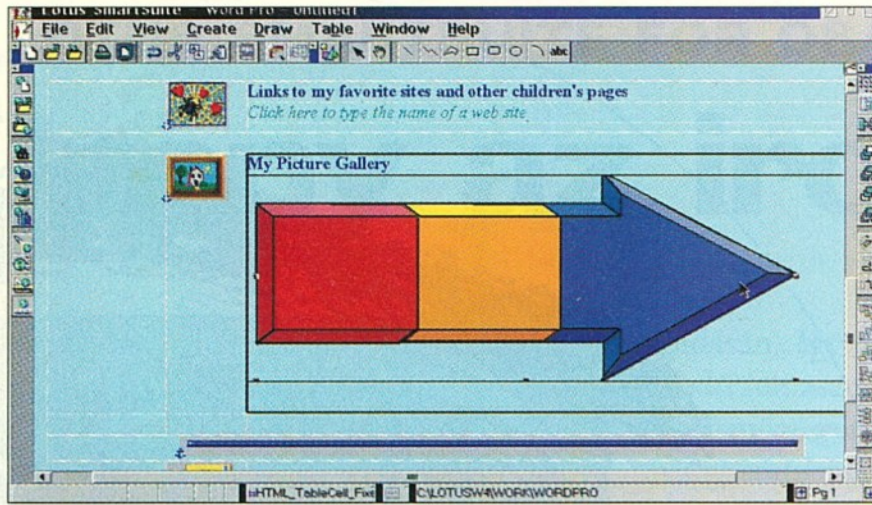 Lotus SmartSuite Word Pro - Untitled1
File Edit View Create Draw Table Window Help
abc
Links to my favorite sites and other children's pages
Click here to type the name of a web site
My Picture Gallery
HTML_TableCell_Fixe
C:\LOTUSW4\WORK\WORDPRO
Pg 1